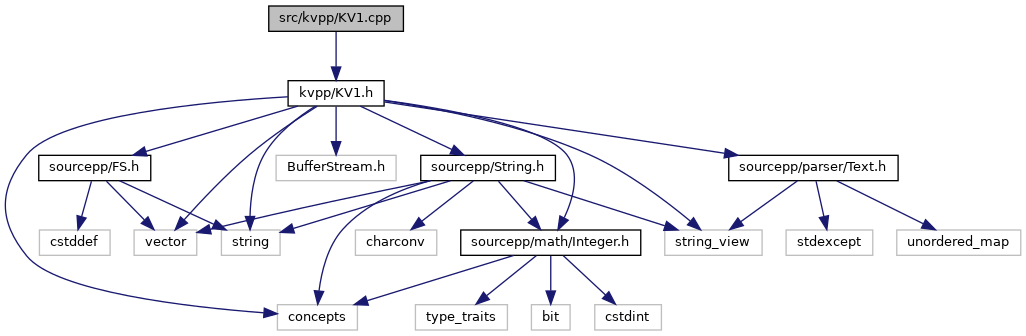 src/kvpp/KV1.cpp
kvpp/KV1.h
sourcepp/FS.h
BufferStream.h
sourcepp/String.h
sourcepp/parser/Text.h
cstddef
vector
string
charconv
sourcepp/math/Integer.h
string_view
stdexcept
unordered_map
concepts
type_traits
bit
cstdint